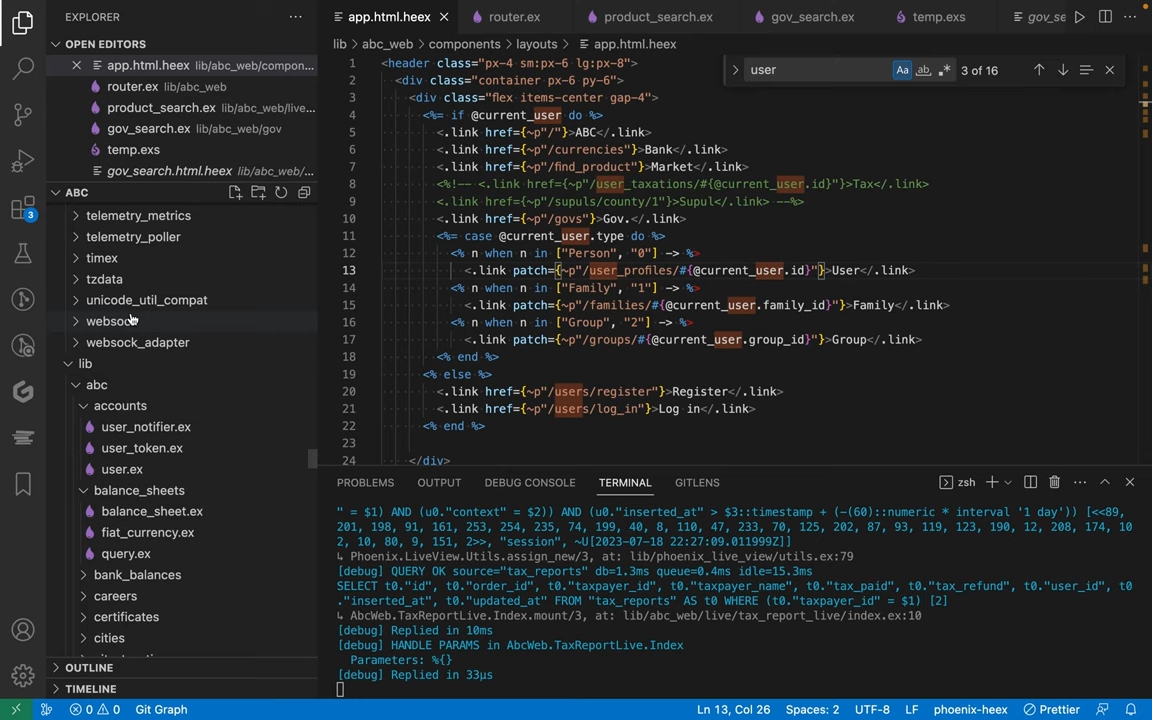 EXPLORER
OPEN EDITORS
app.html.heex lib/abc_web/compon...
router.ex lib/abc_web
product_search.ex lib/abc_web/live...
gov_search.ex lib/abc_web/gov
temp.exs
gov_search.html.heex lib/abc_web/...
ABC
telemetry_metrics
telemetry_poller
timex
tzdata
unicode_util_compat
websock
websock_adapter
lib
abc
accounts
user_notifier.ex
user_token.ex
user.ex
balance_sheets
balance_sheet.ex
fiat_currency.ex
query.ex
bank_balances
careers
certificates
cities
OUTLINE
TIMELINE
3
app.html.heex
router.ex
product_search.ex
gov_search.ex
temp.exs
gov_se
lib > abc_web > components > layouts > app.html.heex
user
Aa
ab
3 of 16
1 <header class="px-4 sm:px-6 lg:px-8">
2 <div class="container px-6 py-6">
3 <div class="flex items-center gap-4">
4 <%= if @current_user do %>
5 <.link href={~p"/"}>ABC</.link>
6 <.link href={~p"/currencies"}>Bank</.link>
7 <.link href={~p"/find_product"}>Market</.link>
8 <%!-- <.link href={~p"/user_taxations/#{@current_user.id}"}>Tax</.link>
9 <.link href={~p"/supuls/county/1"}>Supul</.link> --%>
10 <.link href={~p"/govs"}>Gov.</.link>
11 <%= case @current_user.type do %>
12 <% n when n in ["Person", "0"] -> %>
13 <.link patch={~p"/user_profiles/#{@current_user.id}"}>User</.link>
14 <% n when n in ["Family", "1"] -> %>
15 <.link patch={~p"/families/#{@current_user.family_id}"}>Family</.link>
16 <% n when n in ["Group", "2"] -> %>
17 <.link patch={~p"/groups/#{@current_user.group_id}"}>Group</.link>
18 <% end %>
19 <% else %>
20 <.link href={~p"/users/register"}>Register</.link>
21 <.link href={~p"/users/log_in"}>Log in</.link>
22 <% end %>
23
24 </div>
PROBLEMS OUTPUT DEBUG CONSOLE TERMINAL GITLENS
zsh
" = $1) AND (u0."context" = $2)) AND (u0."inserted_at" > $3::timestamp + (-(60)::numeric * interval '1 day')) [<<89,
201, 198, 91, 161, 253, 254, 235, 74, 199, 40, 8, 110, 47, 233, 70, 125, 202, 87, 93, 119, 123, 190, 12, 208, 174, 10
2, 10, 80, 9, 151, 2>>, "session", ~U[2023-07-18 22:27:09.011999Z]]
↳ Phoenix.LiveView.Utils.assign_new/3, at: lib/phoenix_live_view/utils.ex:79
[debug] QUERY OK source="tax_reports" db=1.3ms queue=0.4ms idle=15.3ms
SELECT t0."id", t0."order_id", t0."taxpayer_id", t0."taxpayer_name", t0."tax_paid", t0."tax_refund", t0."user_id", t0
."inserted_at", t0."updated_at" FROM "tax_reports" AS t0 WHERE (t0."taxpayer_id" = $1) [2]
↳ AbcWeb.TaxReportLive.Index.mount/3, at: lib/abc_web/live/tax_report_live/index.ex:10
[debug] Replied in 10ms
[debug] HANDLE PARAMS in AbcWeb.TaxReportLive.Index
Parameters: %{}
[debug] Replied in 33µs
0 0 Git Graph
Ln 13, Col 26 Spaces: 2 UTF-8 LF phoenix-heex Prettier